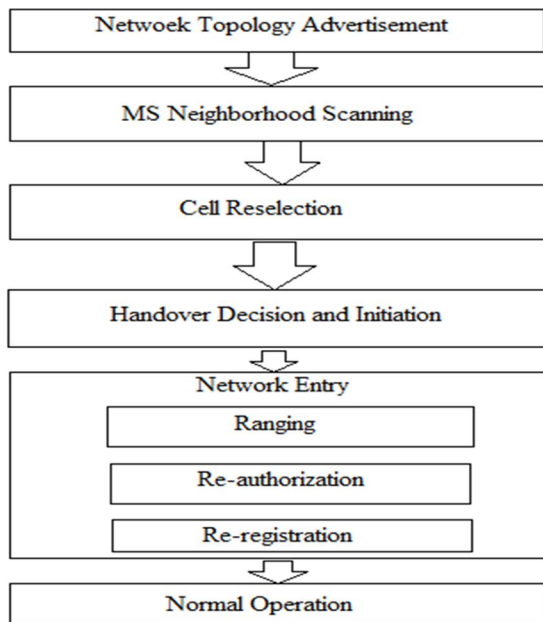 Netwoek Topology Advertisement
MS Neighborhood Scanning
Cell Reselection
Handover Decision and Initiation
Network Entry
Ranging
Re-authorization
Re-registration
Normal Operation